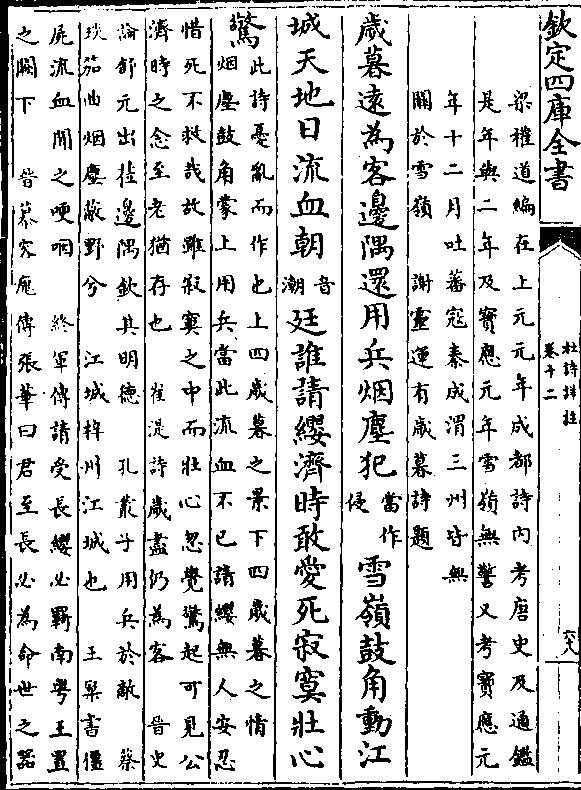 欽定四庫全書
杜詩詳註
卷十二
梁權道編在上元元年成都詩內考唐史及通鑑
是年與二年及寶應元年雪嶺無警又考寶應元
年十二月吐蕃寇秦成渭三州皆無
關於雪嶺　謝靈運有歲暮詩題
歲暮遠為客邊隅還用兵烟塵犯當作侵雪嶺鼓角動江
城天地日流血朝音潮廷誰請纓濟時敢愛死寂寞壯心
驚此詩憂亂而作也上四歲暮之景下四歲暮之情
烟塵鼓角蒙上用兵當此流血不已請纓無人安忍
惜死不救哉故雖寂寞之中而壯心忽覺驚起可見公
濟時之念至老猶存也　崔湜詩歲盡仍為客　晉史
論舒元出桂邊隅欽其明德　孔叢子用兵於敵　蔡
琰笳曲烟塵蔽野兮　江城梓州江城也　王粲書僵
屍流血聞之哽咽　終軍傳請受長纓必羈南粵王置
之闕下　晉慕容廆傳張華曰君至長必為命世之器